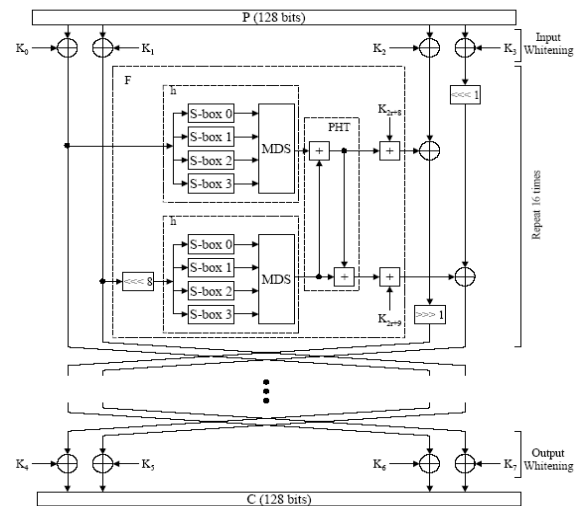 P (128 bits)
K0 K1 K2 K3
Input
Whitening
F
<<< 1
h
S-box 0
S-box 1
S-box 2
S-box 3
MDS
PHT
K2r+8
+ +
Repeat 16 times
h
<<< 8
S-box 0
S-box 1
S-box 2
S-box 3
MDS
+ +
>>> 1
K2r+9
K4 K5 K6 K7
Output
Whitening
C (128 bits)